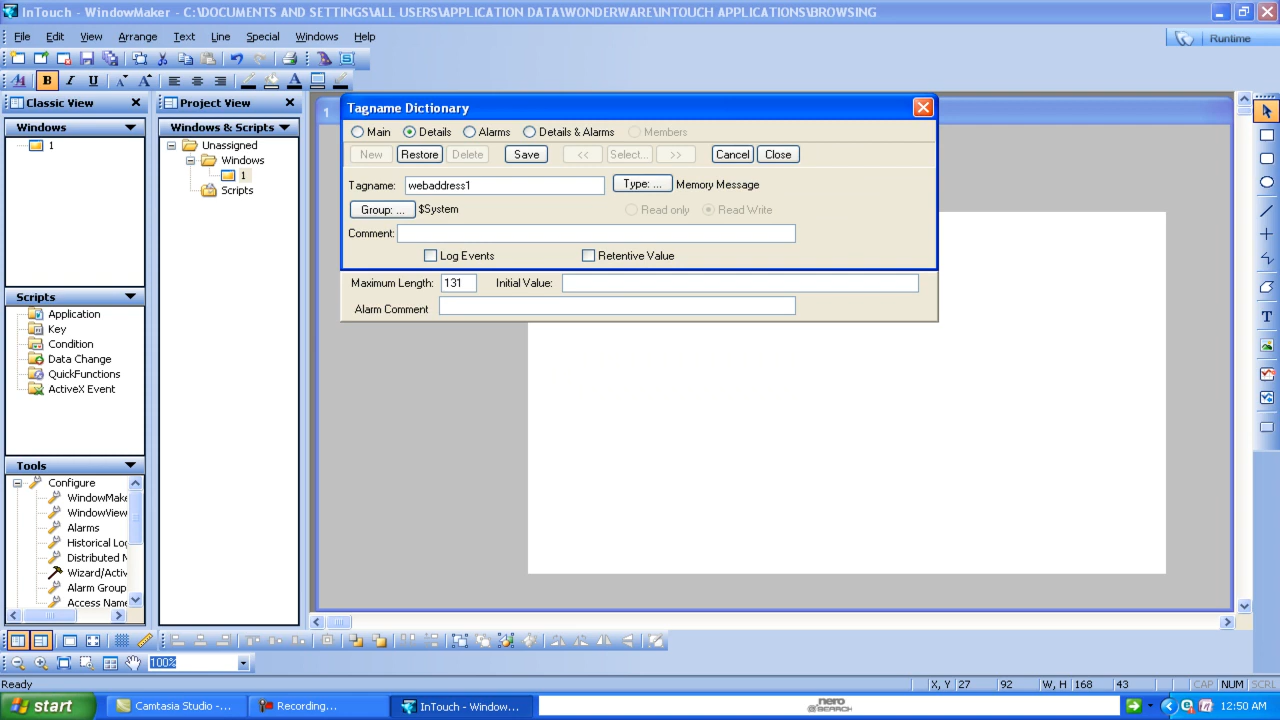 InTouch - WindowMaker - C:\DOCUMENTS AND SETTINGS\ALL USERS\APPLICATION DATA\WONDERWARE\INTOUCH APPLICATIONS\BROWSING
File Edit View Arrange Text Line Special Windows Help
Runtime
Classic View
Project View
Windows
Windows & Scripts
1
Unassigned
Windows
1
Scripts
1
Tagname Dictionary
Main Details Alarms Details & Alarms Members
New Restore Delete Save << Select... >> Cancel Close
Tagname: webaddress1 Type: ... Memory Message
Group: ... $System Read only Read Write
Comment:
Log Events Retentive Value
Maximum Length: 131 Initial Value:
Alarm Comment
Scripts
Application
Key
Condition
Data Change
QuickFunctions
ActiveX Event
Tools
Configure
WindowMake
WindowView
Alarms
Historical Log
Distributed N
Wizard/Activ
Alarm Group
Access Name
100%
Ready
X, Y 27 92 W, H 168 43 CAP NUM SCRL
start
Camtasia Studio -...
Recording...
InTouch - Window...
nero
SEARCH
12:50 AM